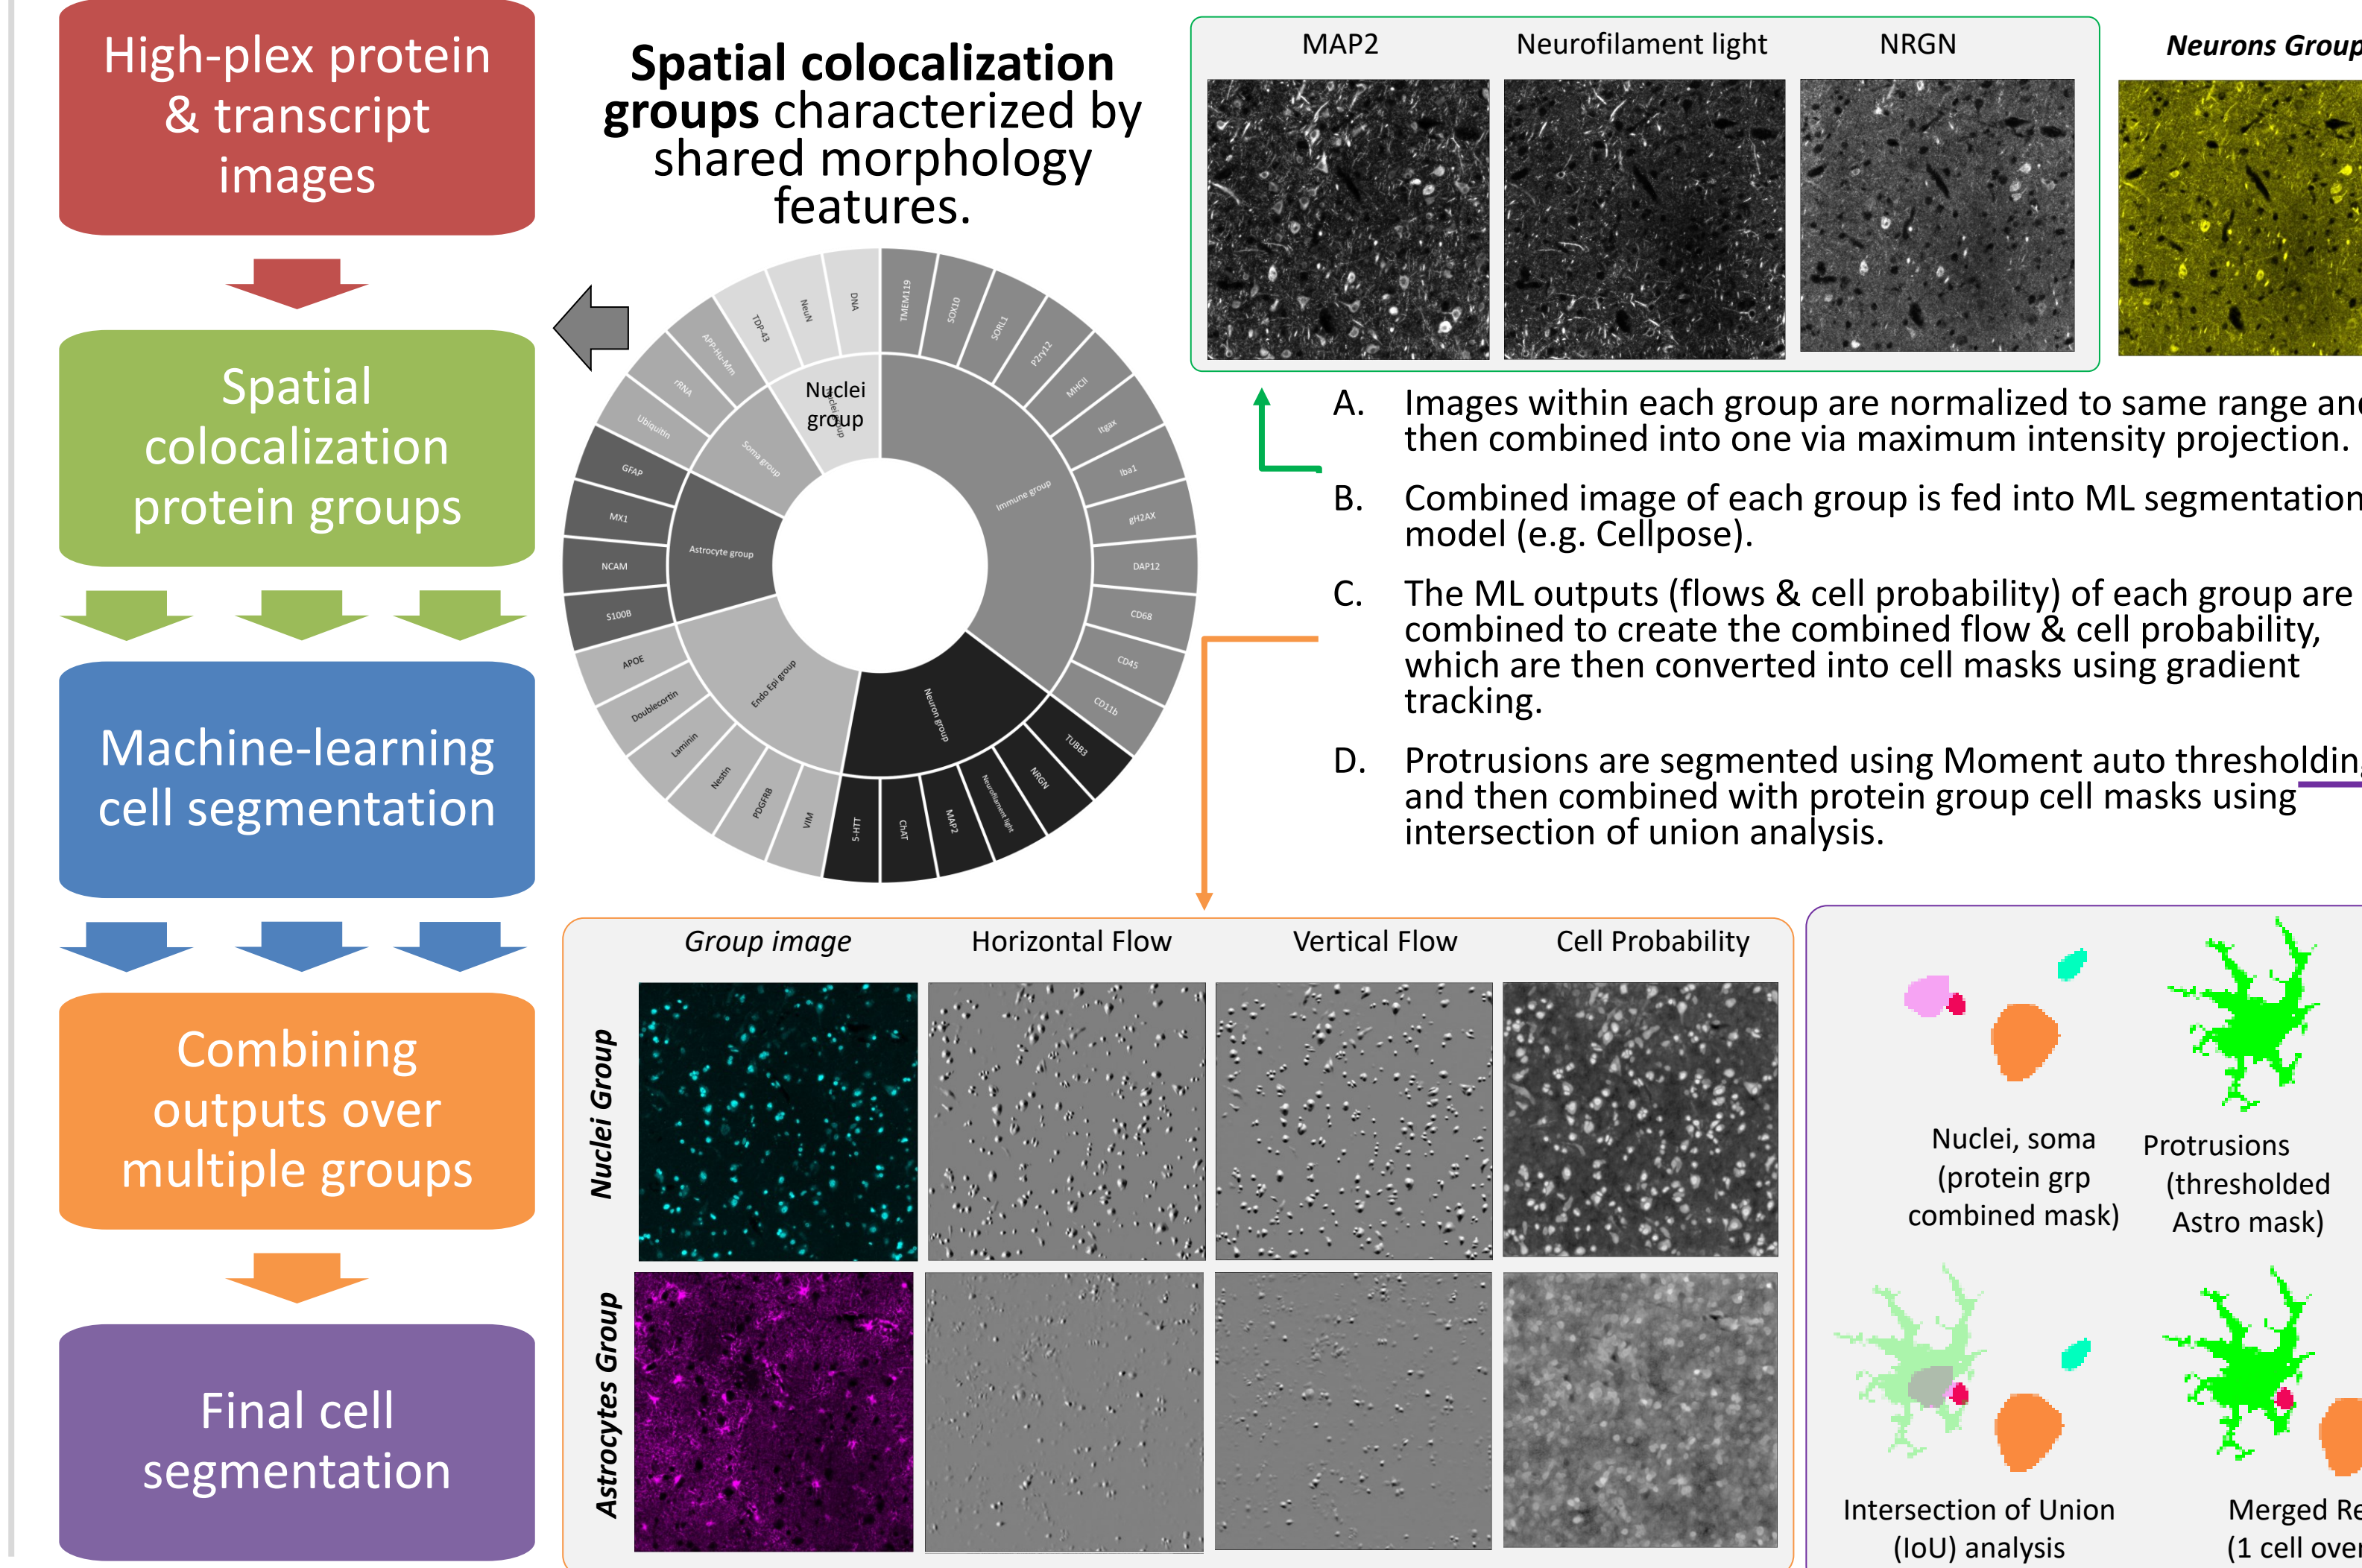 High-plex protein
& transcript
images
Spatial
colocalization
protein groups
Machine-learning
cell segmentation
Combining
outputs over
multiple groups
Final cell
segmentation
Spatial colocalization
groups characterized by
shared morphology
features.
TMEM119
SOX10
SORL1
P2ry12
MHCII
Itgax
Iba1
gH2AX
DAP12
CD68
CD45
CD11b
TUBB3
NRGN
Neurofilament light
MAP2
ChAT
5-HTT
VIM
PDGFRB
Nestin
Laminin
Doublecortin
APOE
S100B
NCAM
MX1
GFAP
Ubiquitin
rRNA
APP-Hu-Mm
TDP-43
NeuN
DNA
Immune group
Neuron group
Endo Epi group
Astrocyte group
Soma group
Nuclei
group
MAP2
Neurofilament light
NRGN
Neurons Group
A. Images within each group are normalized to same range and
then combined into one via maximum intensity projection.
B. Combined image of each group is fed into ML segmentation
model (e.g. Cellpose).
C. The ML outputs (flows & cell probability) of each group are
combined to create the combined flow & cell probability,
which are then converted into cell masks using gradient
tracking.
D. Protrusions are segmented using Moment auto thresholding
and then combined with protein group cell masks using
intersection of union analysis.
Group image
Horizontal Flow
Vertical Flow
Cell Probability
Nuclei Group
Astrocytes Group
Nuclei, soma
(protein grp
combined mask)
Protrusions
(thresholded
Astro mask)
Intersection of Union
(IoU) analysis
Merged Re
(1 cell over